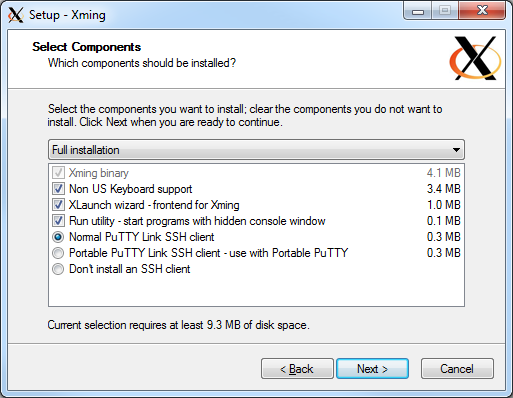 Setup - Xming
Select Components
Which components should be installed?
Select the components you want to install; clear the components you do not want to
install. Click Next when you are ready to continue.
Full installation
Xming binary 4.1 MB
Non US Keyboard support 3.4 MB
XLaunch wizard - frontend for Xming 1.0 MB
Run utility - start programs with hidden console window 0.1 MB
Normal PuTTY Link SSH client 0.3 MB
Portable PuTTY Link SSH client - use with Portable PuTTY 0.3 MB
Don't install an SSH client
Current selection requires at least 9.3 MB of disk space.
< Back Next > Cancel